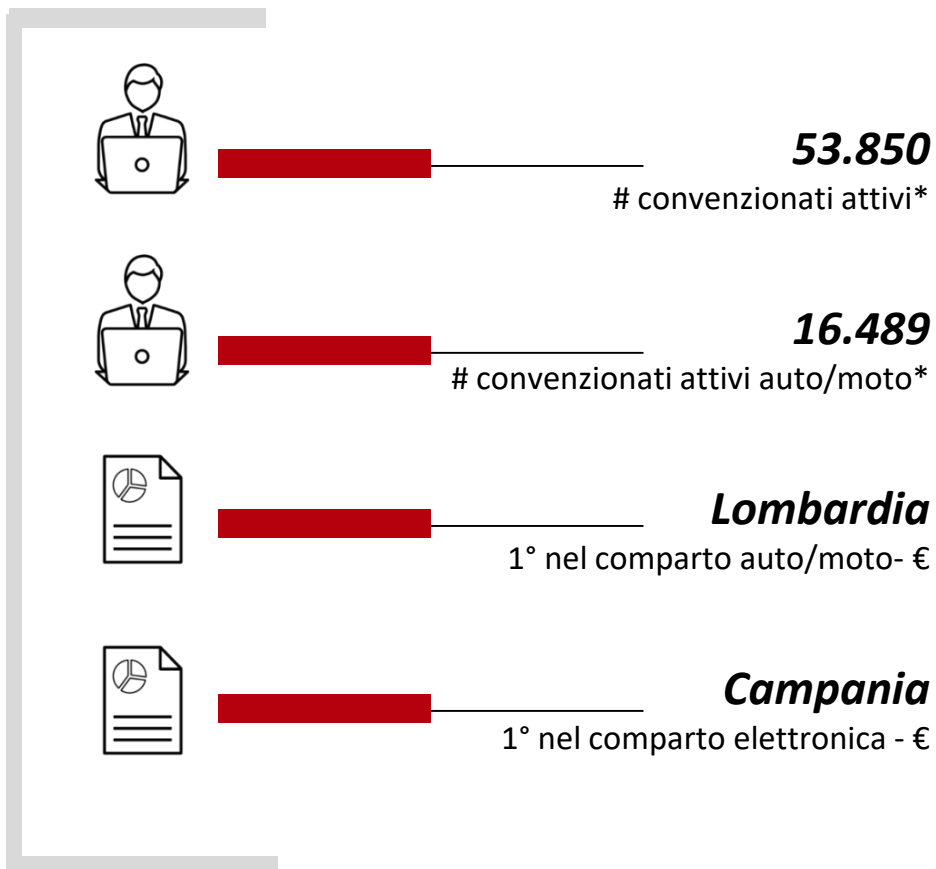 53.850
# convenzionati attivi*
16.489
# convenzionati attivi auto/moto*
Lombardia
1° nel comparto auto/moto- €
Campania
1° nel comparto elettronica - €